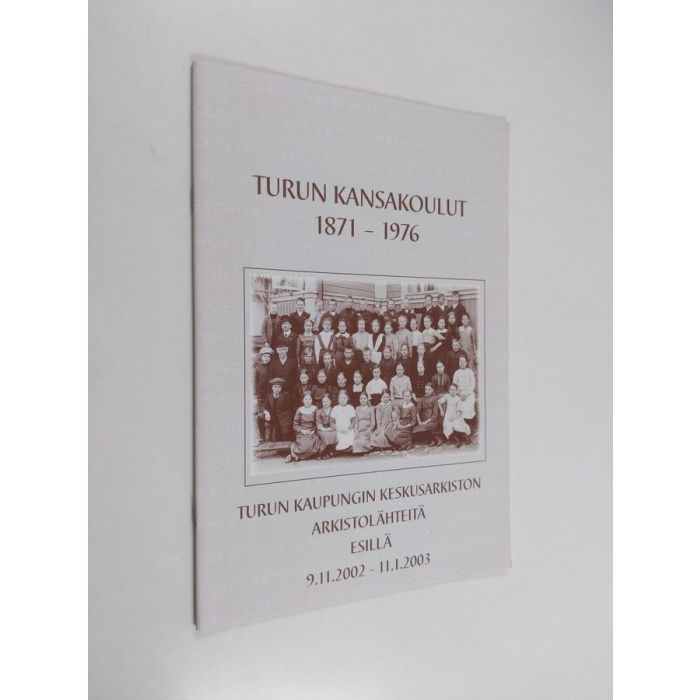 TURUN KANSAKOULUT
1871 – 1976
TURUN KAUPUNGIN KESKUSARKISTON
ARKISTOLÄHTEITÄ
ESILLÄ
9.11.2002 - 11.1.2003